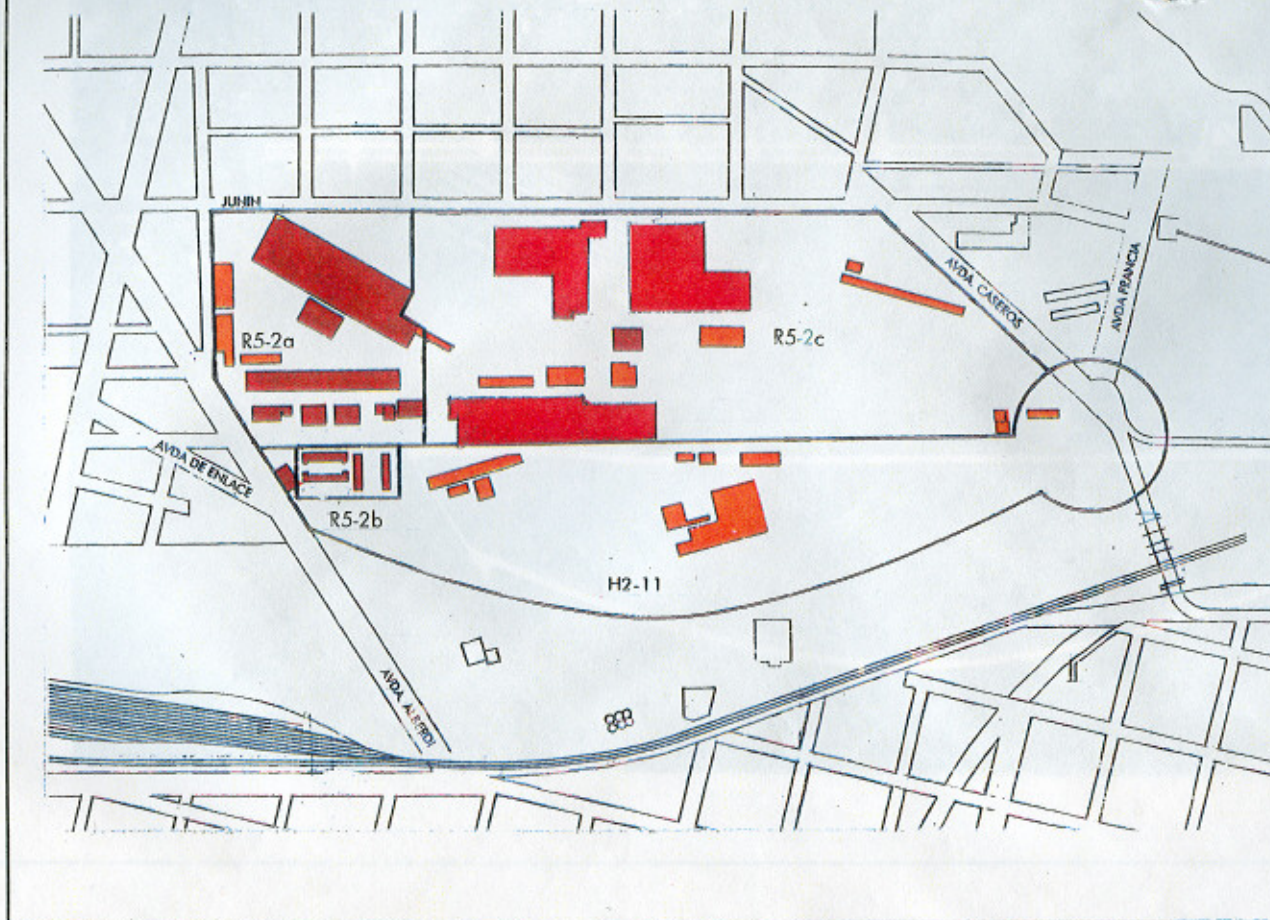 JUNIN
AVDA. CASEROS
AVDA FRANCIA
R5-2a
R5-2c
AVDA DE ENLACE
R5-2b
H2-11
AVDA. ALBERDI